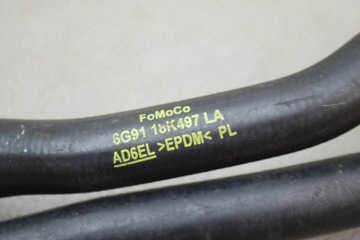 FoMoCo
6G91 18K497 LA
AD6EL >EPDM< PL